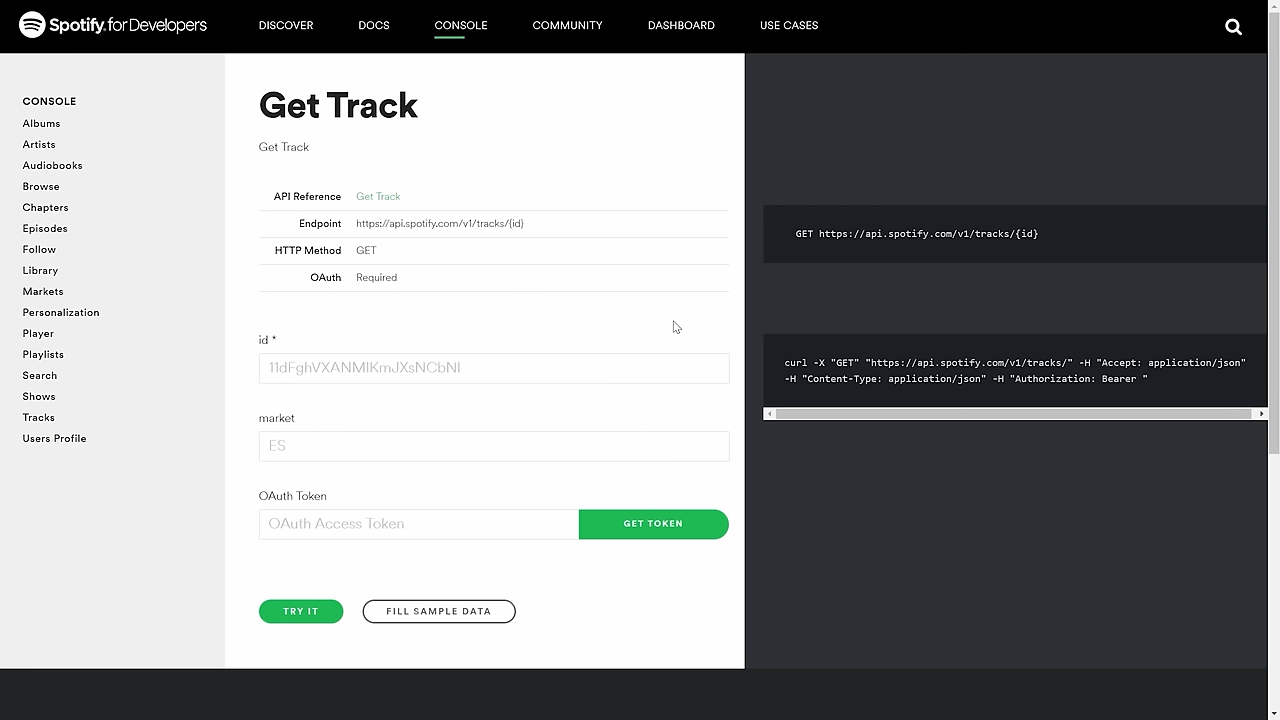 Spotify for Developers
DISCOVER
DOCS
CONSOLE
COMMUNITY
DASHBOARD
USE CASES
CONSOLE
Albums
Artists
Audiobooks
Browse
Chapters
Episodes
Follow
Library
Markets
Personalization
Player
Playlists
Search
Shows
Tracks
Users Profile
Get Track
Get Track
API Reference Get Track
Endpoint https://api.spotify.com/v1/tracks/{id}
HTTP Method GET
OAuth Required
id *
11dFghVXANMlKmJXsNCbNl
market
ES
OAuth Token
OAuth Access Token
GET TOKEN
TRY IT
FILL SAMPLE DATA
GET https://api.spotify.com/v1/tracks/{id}
curl -X "GET" "https://api.spotify.com/v1/tracks/" -H "Accept: application/json"
-H "Content-Type: application/json" -H "Authorization: Bearer "